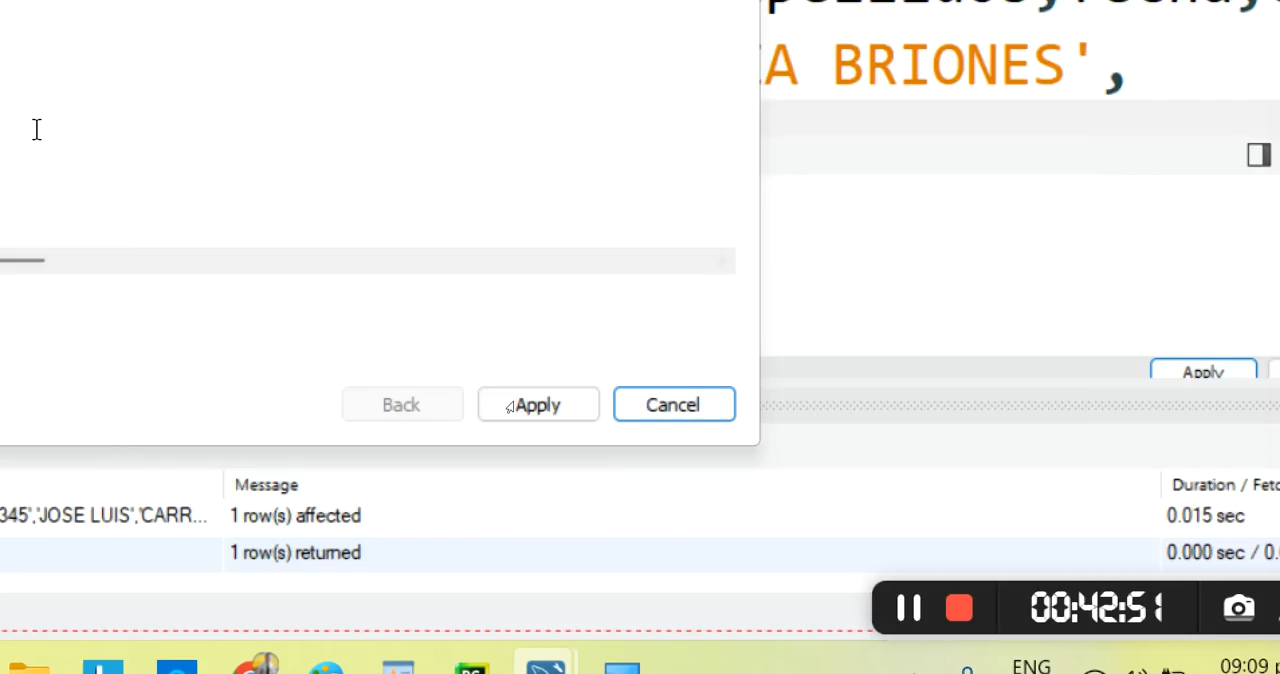 A BRIONES',
Apply
Back
Apply
Cancel
Message
Duration / Fetc
345','JOSE LUIS','CARR...
1 row(s) affected
0.015 sec
1 row(s) returned
0.000 sec / 0.
00:42:51
ENG
09:09 p